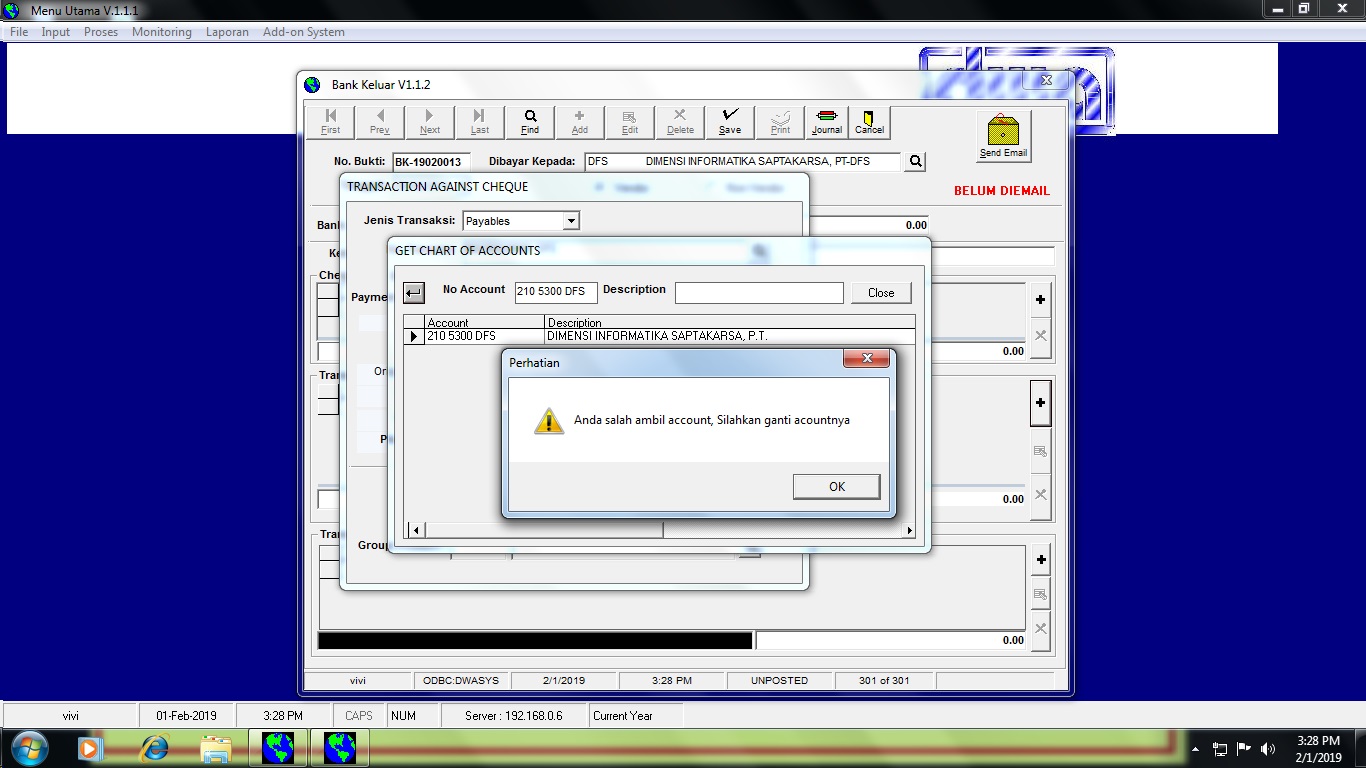 Menu Utama V.1.1.1
File Input Proses Monitoring Laporan Add-on System
Bank Keluar V1.1.2
First Prev Next Last Find Add Edit Delete Save Print Journal Cancel
Send Email
No. Bukti: BK-19020013 Dibayar Kepada: DFS DIMENSI INFORMATIKA SAPTAKARSA, PT-DFS
BELUM DIEMAIL
TRANSACTION AGAINST CHEQUE
Jenis Transaksi: Payables
Bank 0.00
GET CHART OF ACCOUNTS
No Account 210 5300 DFS Description Close
Account Description
210 5300 DFS DIMENSI INFORMATIKA SAPTAKARSA, P.T.
0.00
Perhatian
Anda salah ambil account, Silahkan ganti acountnya
OK
0.00
0.00
vivi ODBC:DWASYS 2/1/2019 3:28 PM UNPOSTED 301 of 301
vivi 01-Feb-2019 3:28 PM CAPS NUM Server : 192.168.0.6 Current Year
3:28 PM
2/1/2019